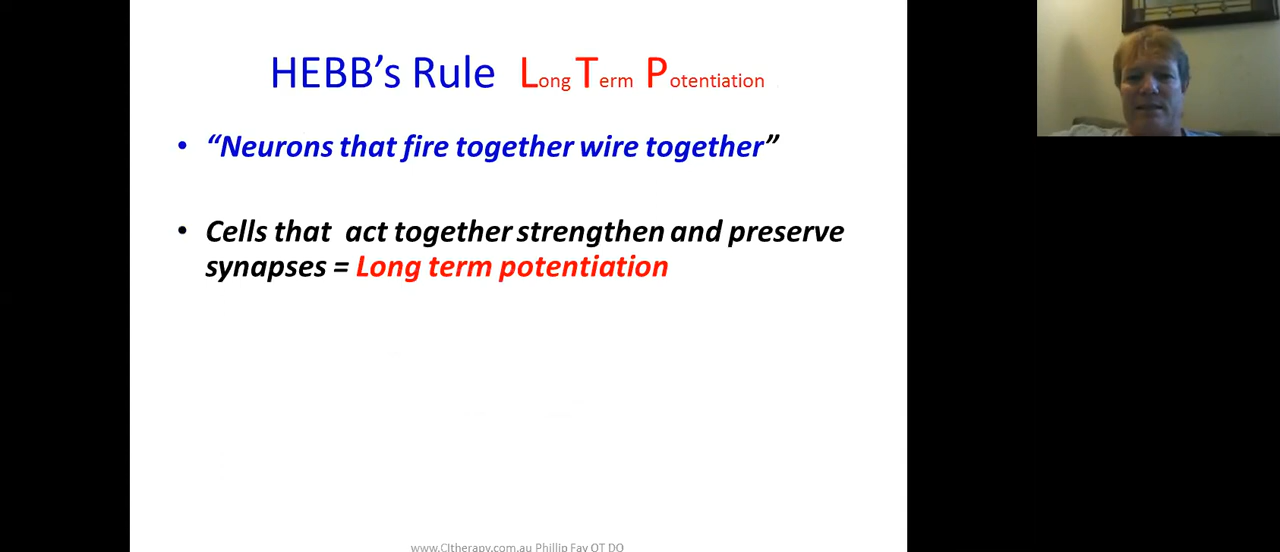 HEBB's Rule Long Term Potentiation
• “Neurons that fire together wire together”
• Cells that act together strengthen and preserve
synapses = Long term potentiation
www.CItherapy.com.au Phillip Fay OT DO